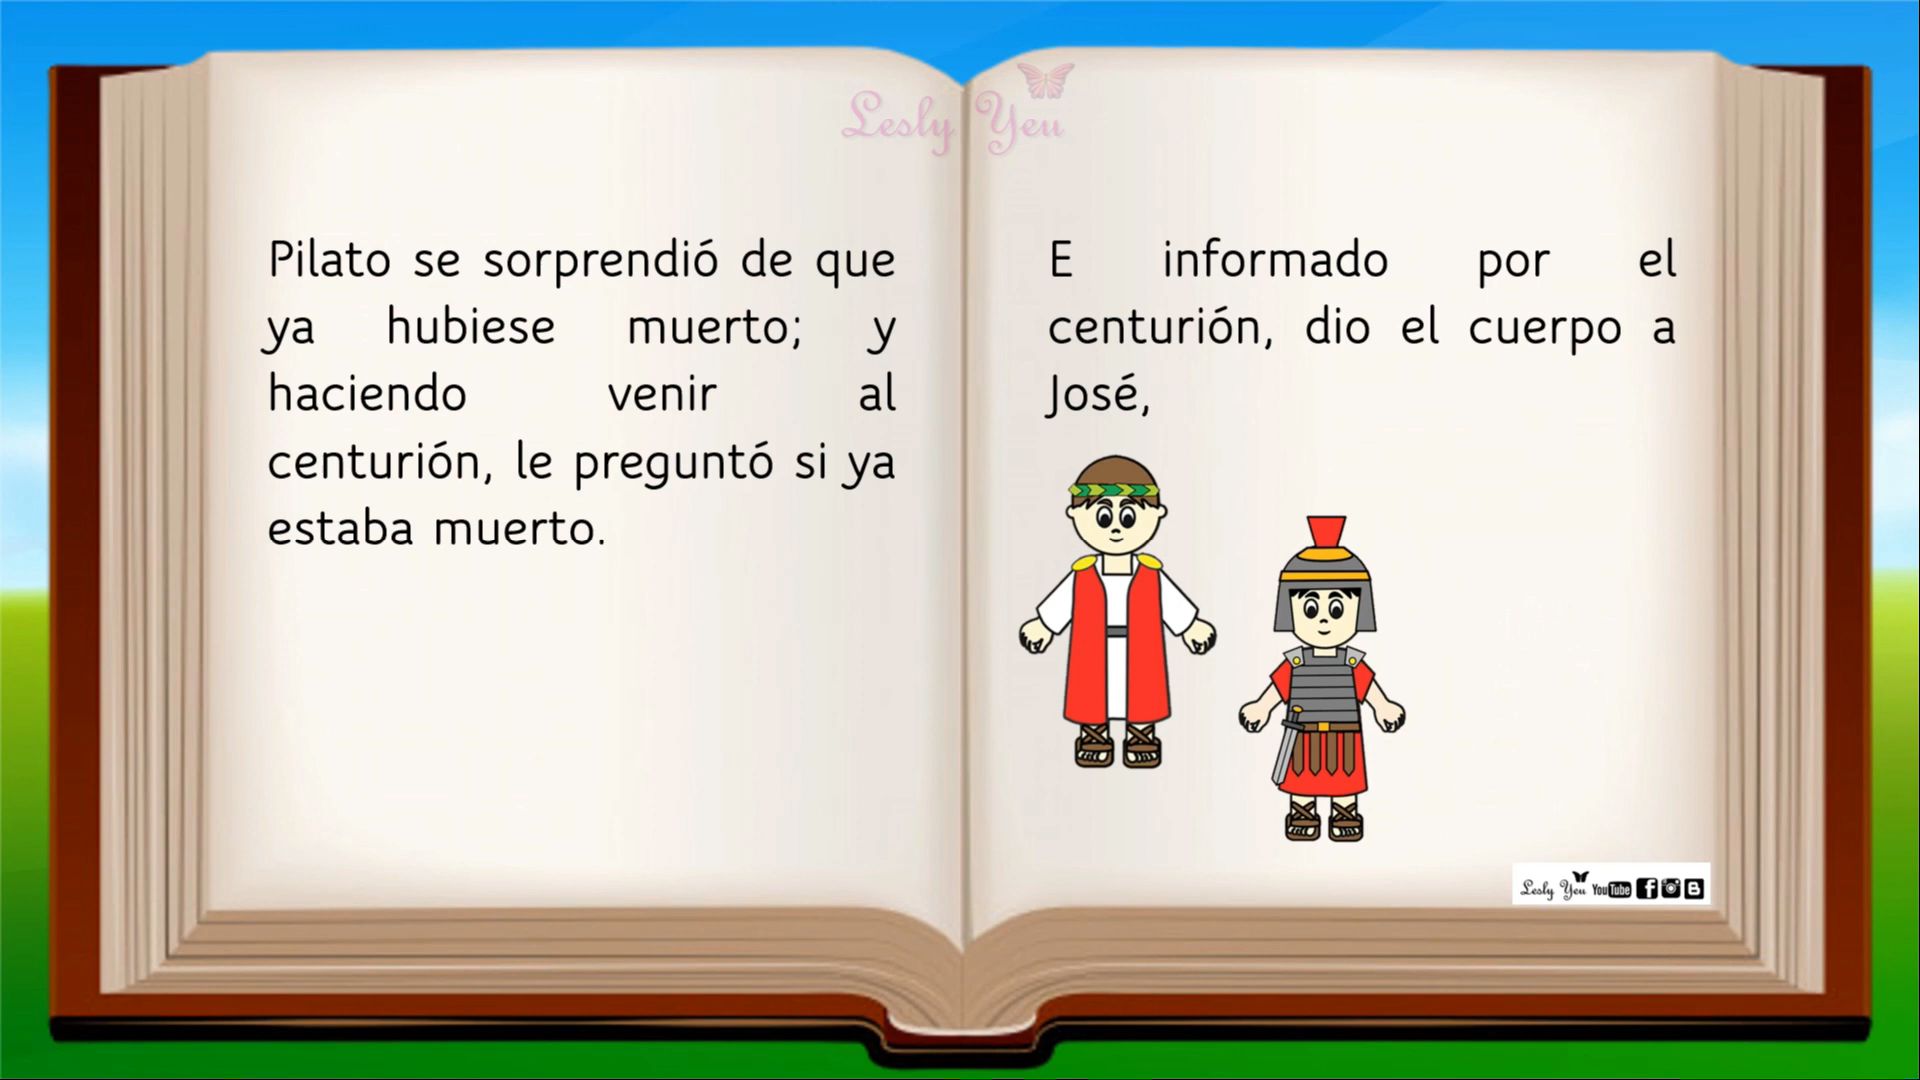 Lesly Yeu
Pilato se sorprendió de que
ya hubiese muerto; y
haciendo venir al
centurión, le preguntó si ya
estaba muerto.
E informado por el
centurión, dio el cuerpo a
José,
Lesly Yeu YouTube